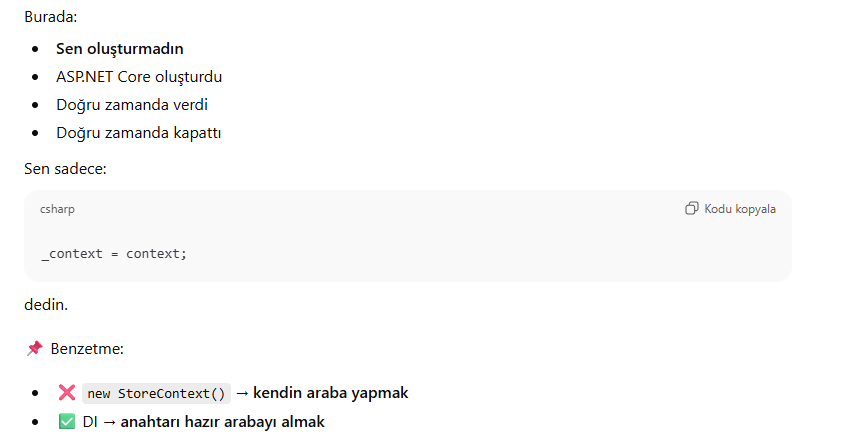 Burada:
• Sen oluşturmadın
• ASP.NET Core oluşturdu
• Doğru zamanda verdi
• Doğru zamanda kapattı
Sen sadece:
csharp Kodu kopyala
_context = context;
dedin.
📌 Benzetme:
• ❌ new StoreContext() → kendin araba yapmak
• ✅ DI → anahtarı hazır arabayı almak